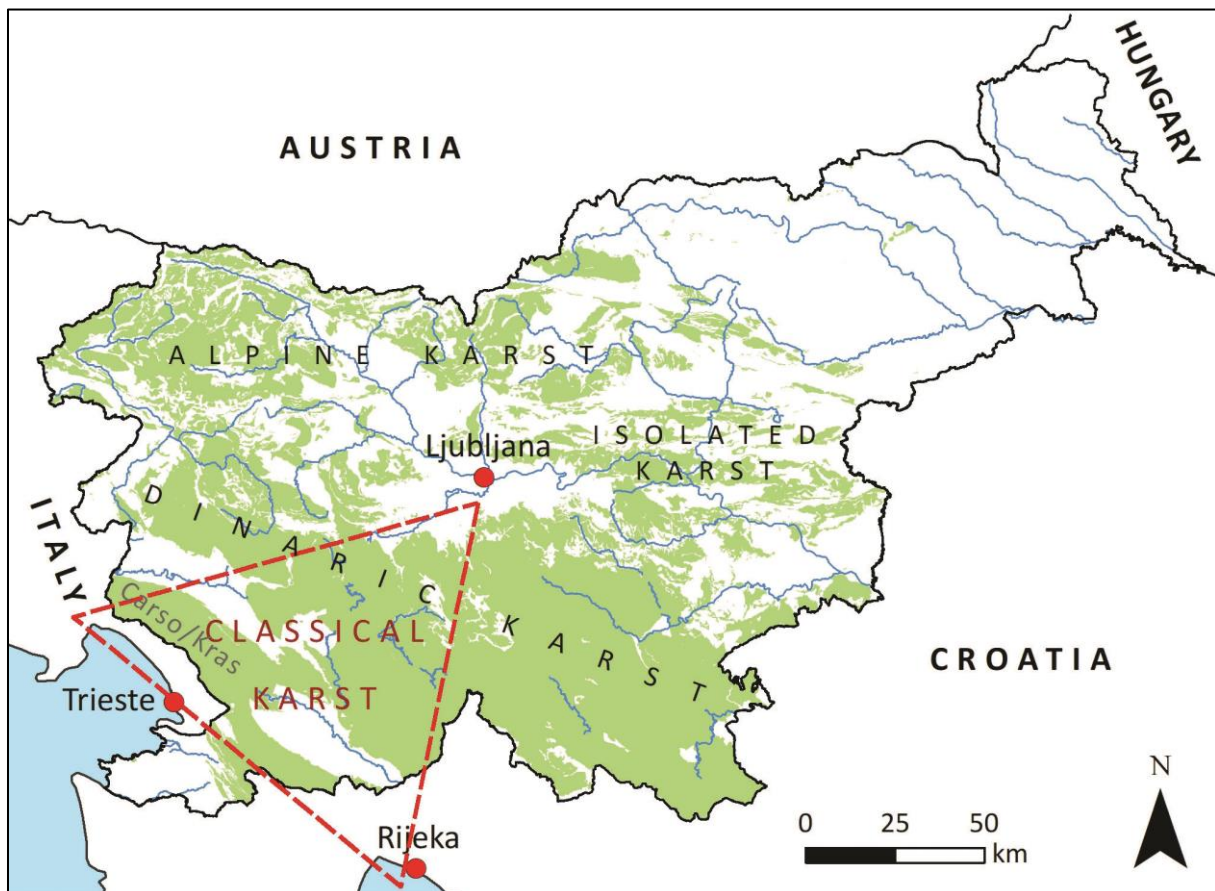 HUNGARY
AUSTRIA
ALPINE KARST
ISOLATED
KARST
Ljubljana
DINARIC KARST
ITALY
Carso/Kras
CLASSICAL
KARST
CROATIA
Trieste
Rijeka
N
0 25 50
km